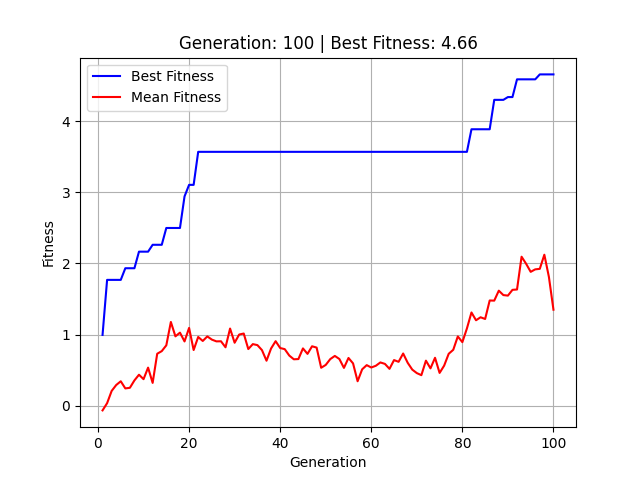 Generation: 100 | Best Fitness: 4.66
Best Fitness
Mean Fitness
Fitness
4
3
2
1
0
0 20 40 60 80 100
Generation